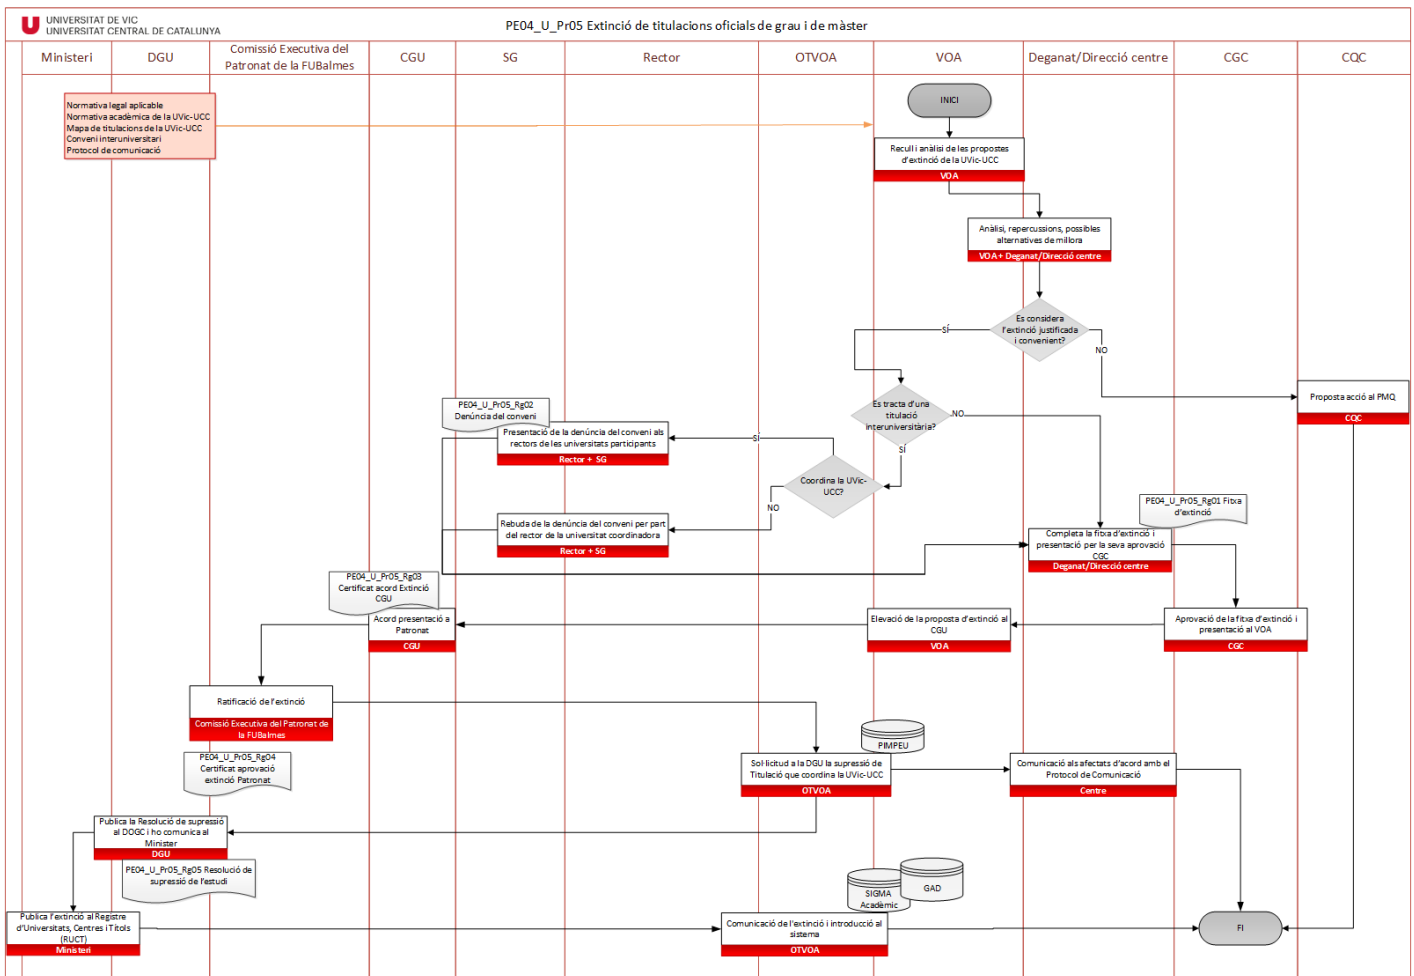 UNIVERSITAT DE VIC
UNIVERSITAT CENTRAL DE CATALUNYA
PE04_U_Pr05 Extinció de titulacions oficials de grau i de màster
Ministeri
DGU
Comissió Executiva del
Patronat de la FUBalmes
CGU
SG
Rector
OTVOA
VOA
Deganat/Direcció centre
CGC
CQC
Normativa legal aplicable
Normativa acadèmica de la UVic-UCC
Mapa de titulacions de la UVic-UCC
Conveni interuniversitari
Protocol de comunicació
INICI
Recull i anàlisi de les propostes
d'extinció de la UVic-UCC
VOA
Anàlisi, repercussions, possibles
alternatives de millora
VOA + Deganat/Direcció centre
Es considera
l'extinció justificada
i convenient?
SÍ
NO
Proposta acció al PMQ
CQC
Es tracta d'una
titulació
interuniversitària?
NO
SÍ
PE04_U_Pr05_Rg02
Denúncia del conveni
Presentació de la denúncia del conveni als
rectors de les universitats participants
Rector + SG
SÍ
Coordina la UVic-
UCC?
NO
Rebuda de la denúncia del conveni per part
del rector de la universitat coordinadora
Rector + SG
PE04_U_Pr05_Rg01 Fitxa
d'extinció
Completa la fitxa d'extinció i
presentació per la seva aprovació
CGC
Deganat/Direcció centre
PE04_U_Pr05_Rg03
Certificat acord Extinció
CGU
Acord presentació a
Patronat
CGU
Elevació de la proposta d'extinció al
CGU
VOA
Aprovació de la fitxa d'extinció i
presentació al VOA
CGC
Ratificació de l'extinció
Comissió Executiva del Patronat de
la FUBalmes
PE04_U_Pr05_Rg04
Certificat aprovació
extinció Patronat
PIMPEU
Sol·licitud a la DGU la supressió de
Titulació que coordina la UVic-UCC
OTVOA
Comunicació als afectats d'acord amb el
Protocol de Comunicació
Centre
Publica la Resolució de supressió
al DOGC i ho comunica al
Minister
DGU
PE04_U_Pr05_Rg05 Resolució de
supressió de l'estudi
SIGMA
Acadèmic
GAD
Publica l'extinció al Registre
d'Universitats, Centres i Títols
(RUCT)
Ministeri
Comunicació de l'extinció i introducció al
sistema
OTVOA
FI